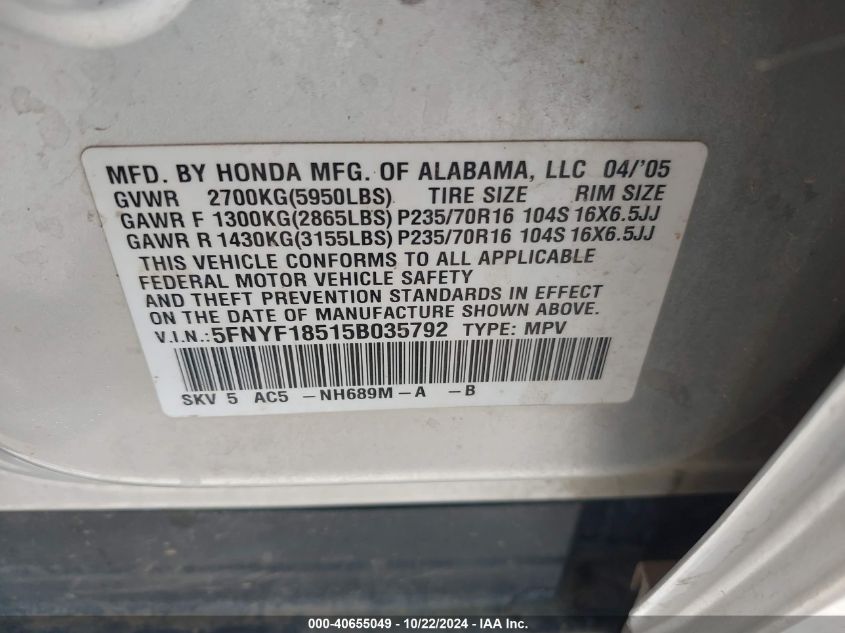 MFD. BY HONDA MFG. OF ALABAMA, LLC 04/'05
GVWR 2700KG(5950LBS) TIRE SIZE RIM SIZE
GAWR F 1300KG(2865LBS) P235/70R16 104S 16X6.5JJ
GAWR R 1430KG(3155LBS) P235/70R16 104S 16X6.5JJ
THIS VEHICLE CONFORMS TO ALL APPLICABLE
FEDERAL MOTOR VEHICLE SAFETY
AND THEFT PREVENTION STANDARDS IN EFFECT
ON THE DATE OF MANUFACTURE SHOWN ABOVE.
V.I.N.:5FNYF18515B035792 TYPE: MPV
SKV 5 AC5 -NH689M-A -B
000-40655049 - 10/22/2024 - IAAI.com.